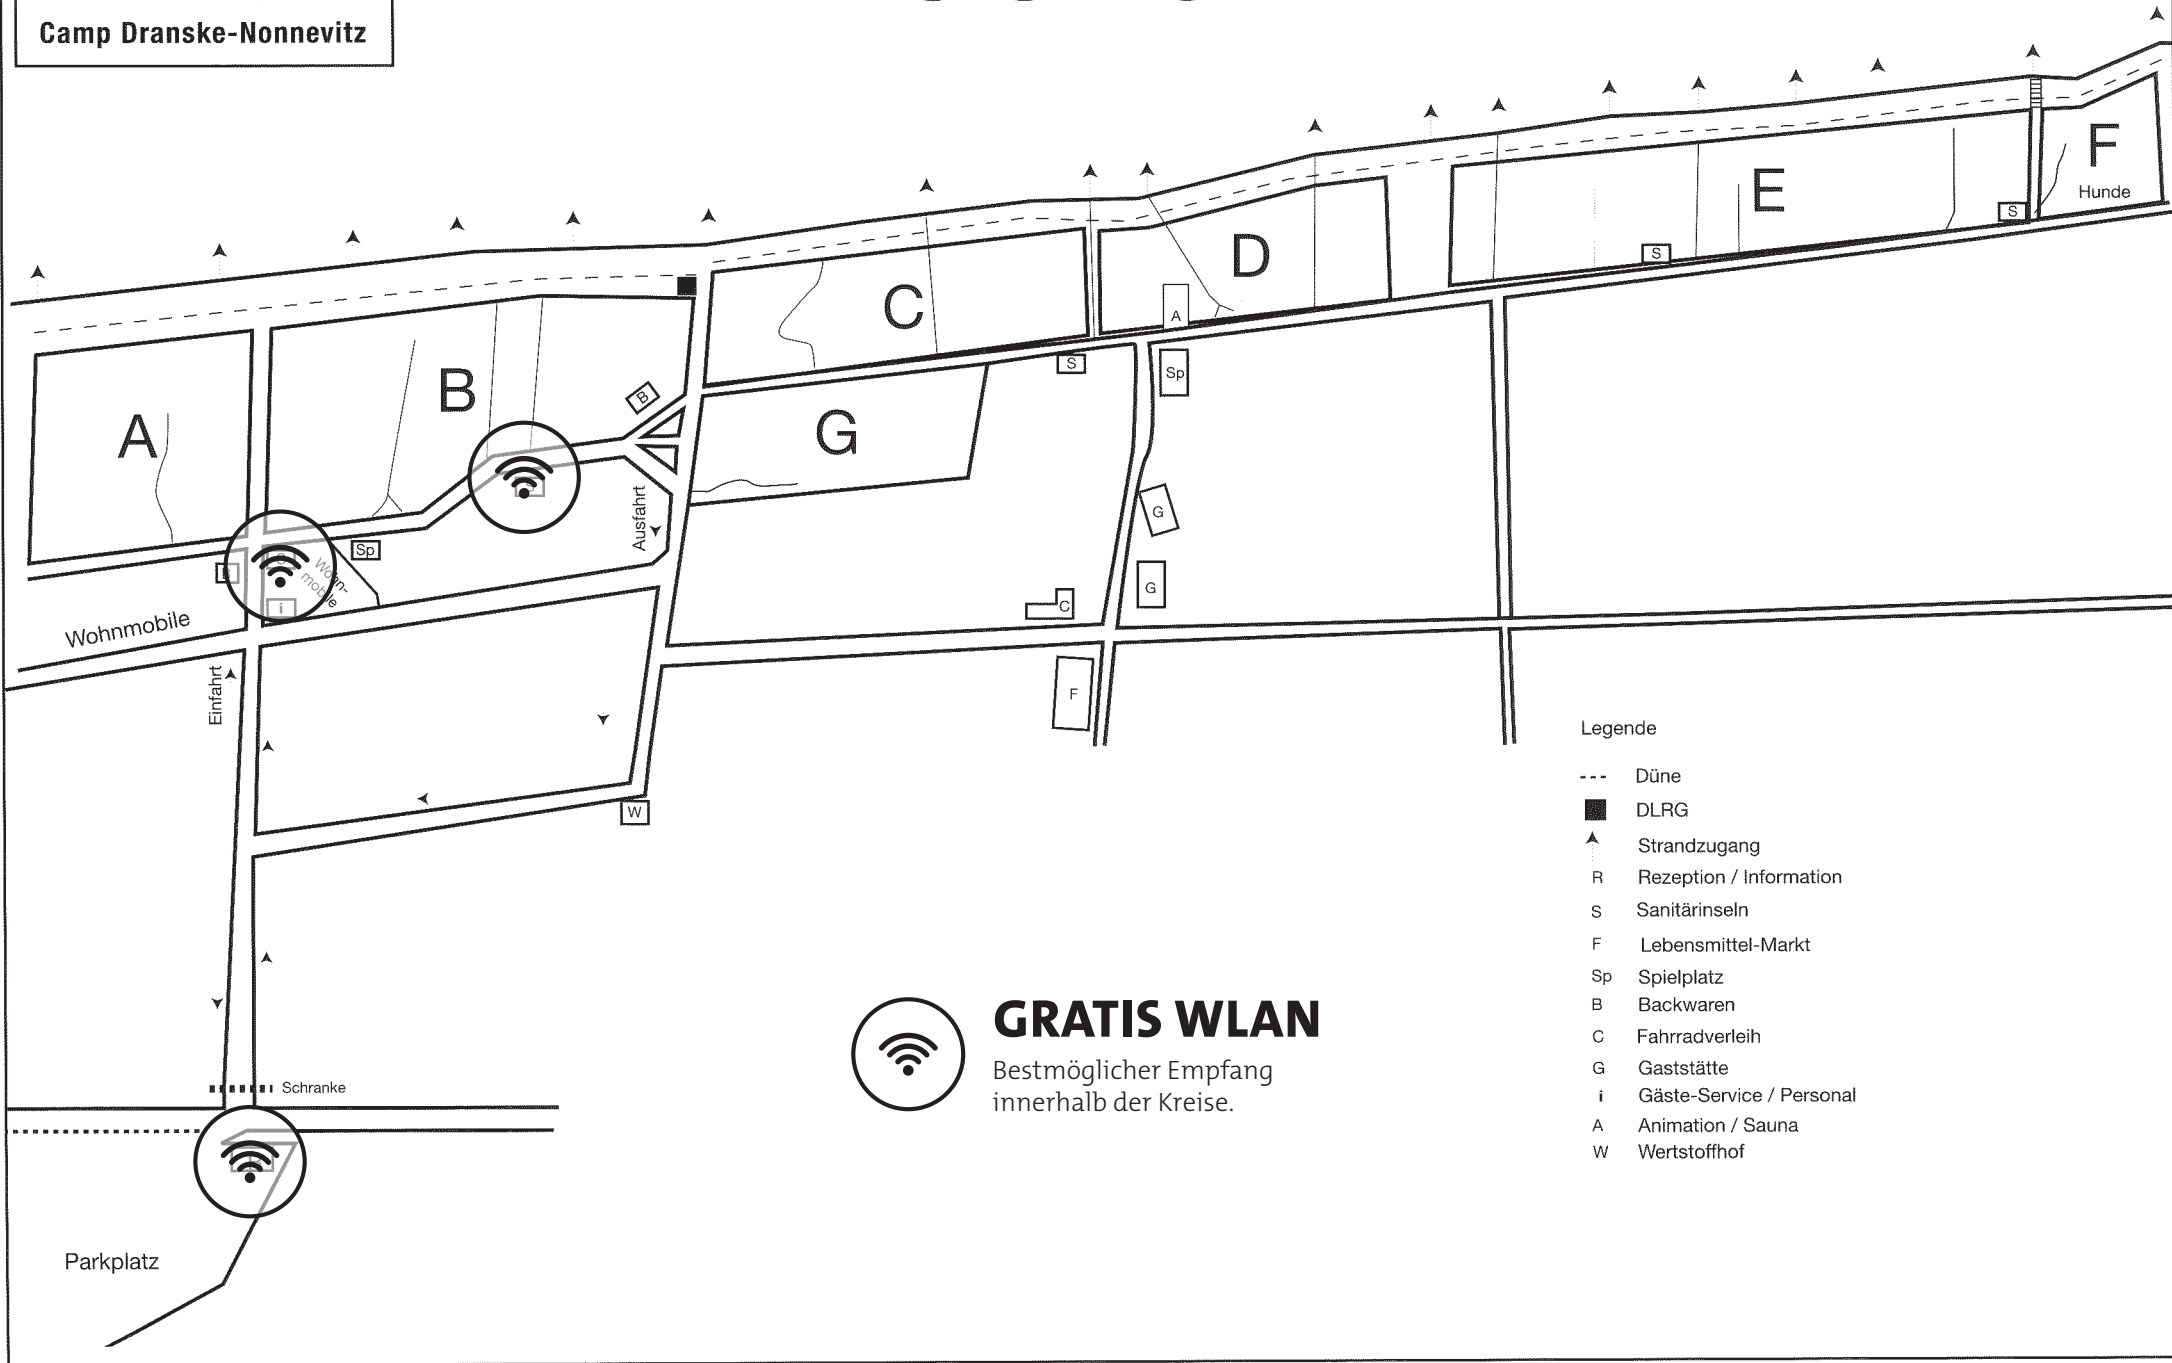 Camp Dranske-Nonnevitz
F
Hunde
E
S
S
D
A
C
S
Sp
B
B
G
A
Ausfahrt
Sp
Wohn-
mobile
i
G
G
C
Wohnmobile
Einfahrt
F
W
Legende
Düne
DLRG
Strandzugang
R Rezeption / Information
S Sanitärinseln
F Lebensmittel-Markt
Sp Spielplatz
B Backwaren
C Fahrradverleih
G Gaststätte
i Gäste-Service / Personal
A Animation / Sauna
W Wertstoffhof
GRATIS WLAN
Bestmöglicher Empfang
innerhalb der Kreise.
Schranke
Parkplatz